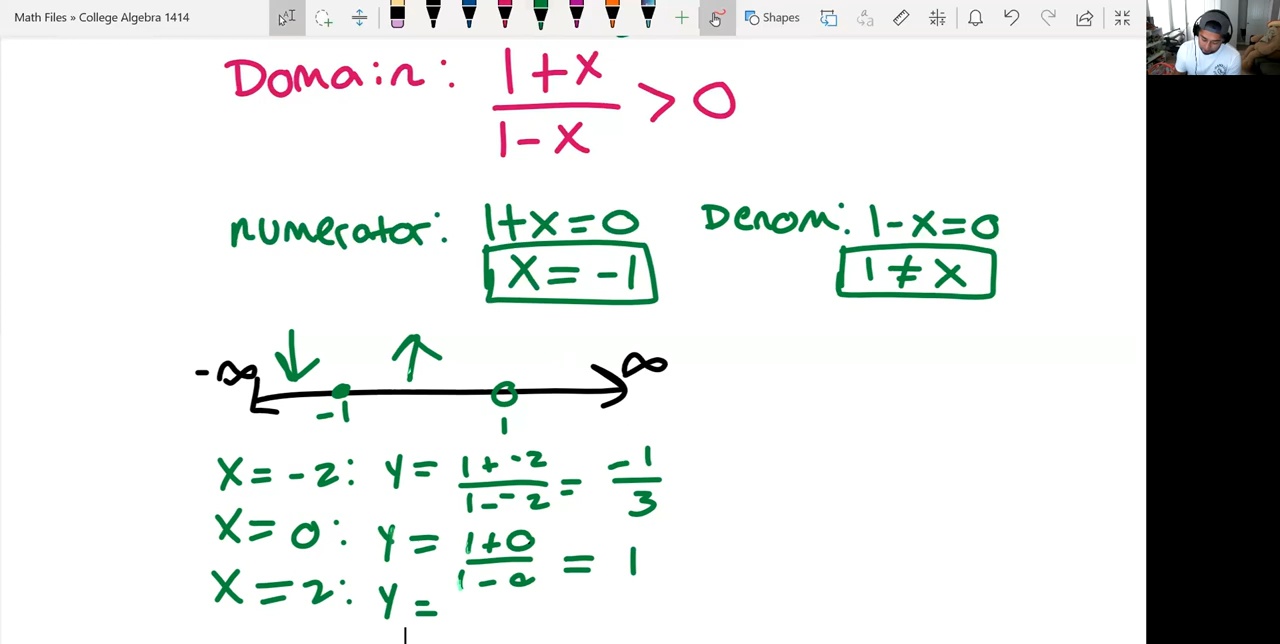 Math Files » College Algebra 1414
Shapes
Domain: (1+x)/(1-x) > 0
numerator: 1+x=0
x = -1
Denom: 1-x=0
1 ≠ x
-∞ ∞
-1 1
x = -2: y = (1+-2)/(1--2) = -1/3
x = 0: y = (1+0)/(1-0) = 1
x = 2: y =